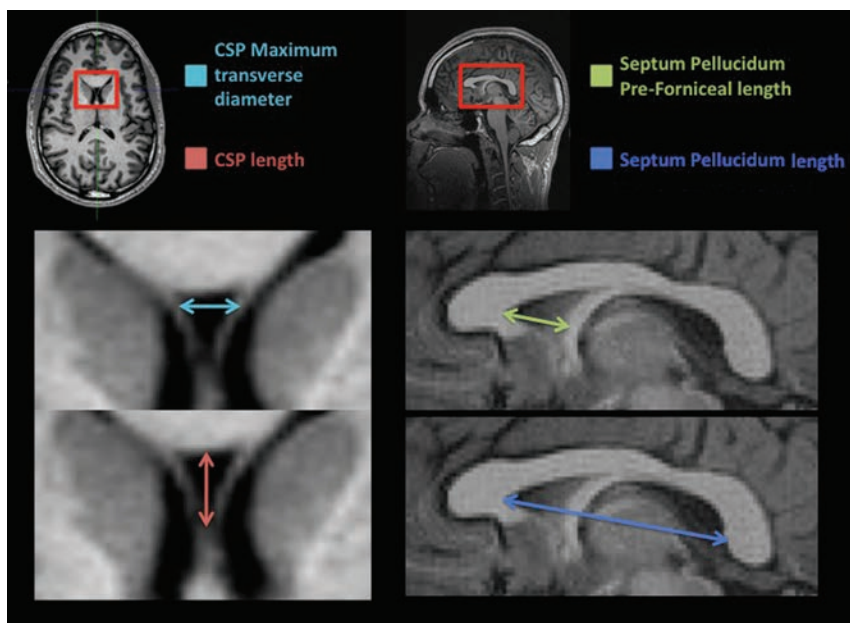 CSP Maximum
transverse
diameter
CSP length
Septum Pellucidum
Pre-Forniceal length
Septum Pellucidum length